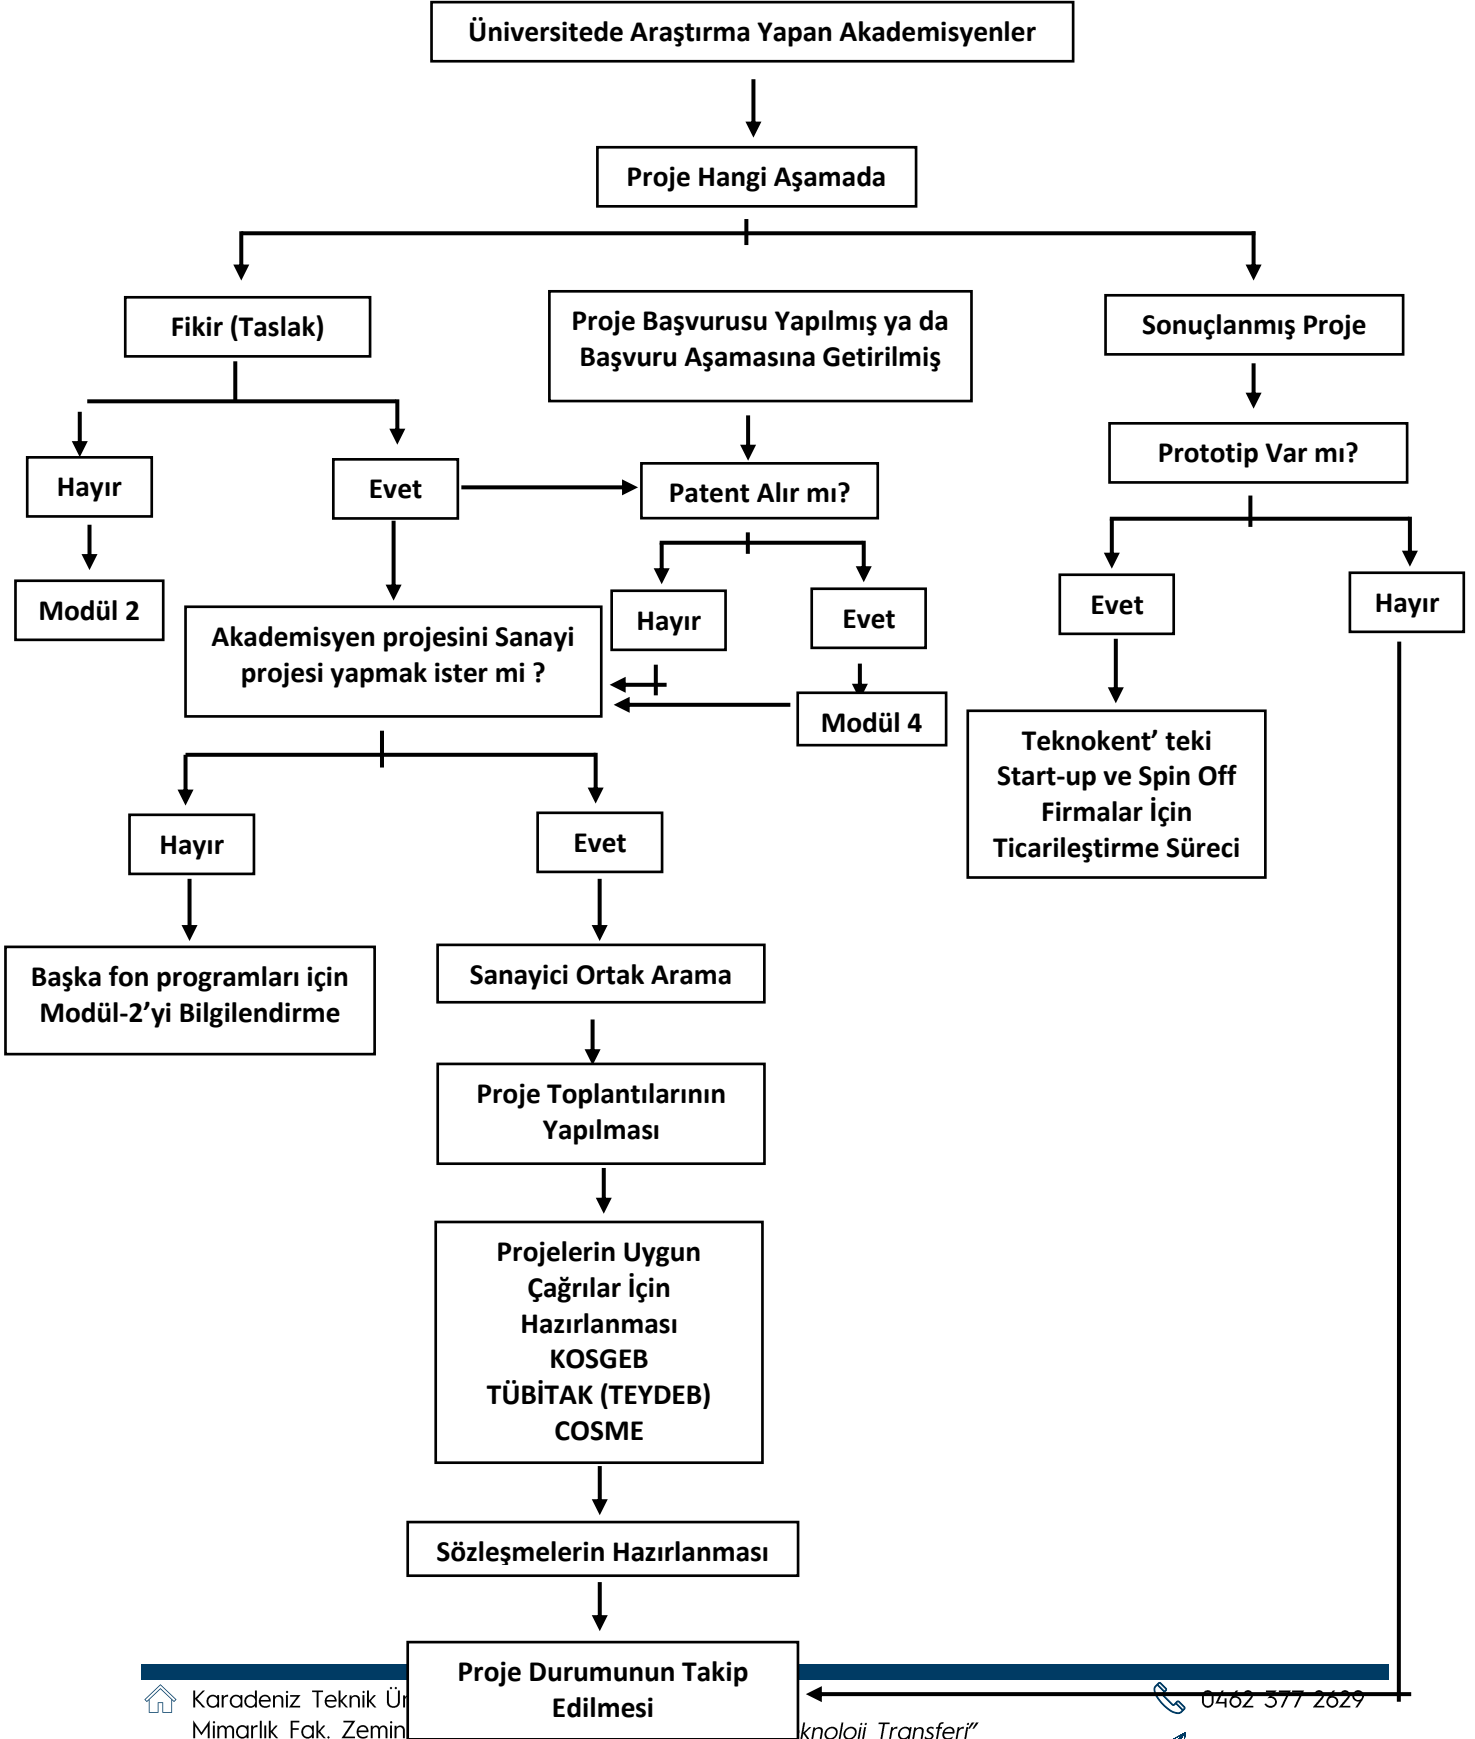 Üniversitede Araştırma Yapan Akademisyenler
Proje Hangi Aşamada
Fikir (Taslak)
Proje Başvurusu Yapılmış ya da
Başvuru Aşamasına Getirilmiş
Sonuçlanmış Proje
Prototip Var mı?
Hayır
Evet
Patent Alır mı?
Modül 2
Akademisyen projesini Sanayi
projesi yapmak ister mi ?
Hayır
Evet
Evet
Hayır
Modül 4
Teknokent’ teki
Start-up ve Spin Off
Firmalar İçin
Ticarileştirme Süreci
Hayır
Evet
Başka fon programları için
Modül-2’yi Bilgilendirme
Sanayici Ortak Arama
Proje Toplantılarının
Yapılması
Projelerin Uygun
Çağrılar İçin
Hazırlanması
KOSGEB
TÜBİTAK (TEYDEB)
COSME
Sözleşmelerin Hazırlanması
Proje Durumunun Takip
Edilmesi
Karadeniz Teknik
Mimarlık Fak. Zemin
Transferi”
0462 377 2629